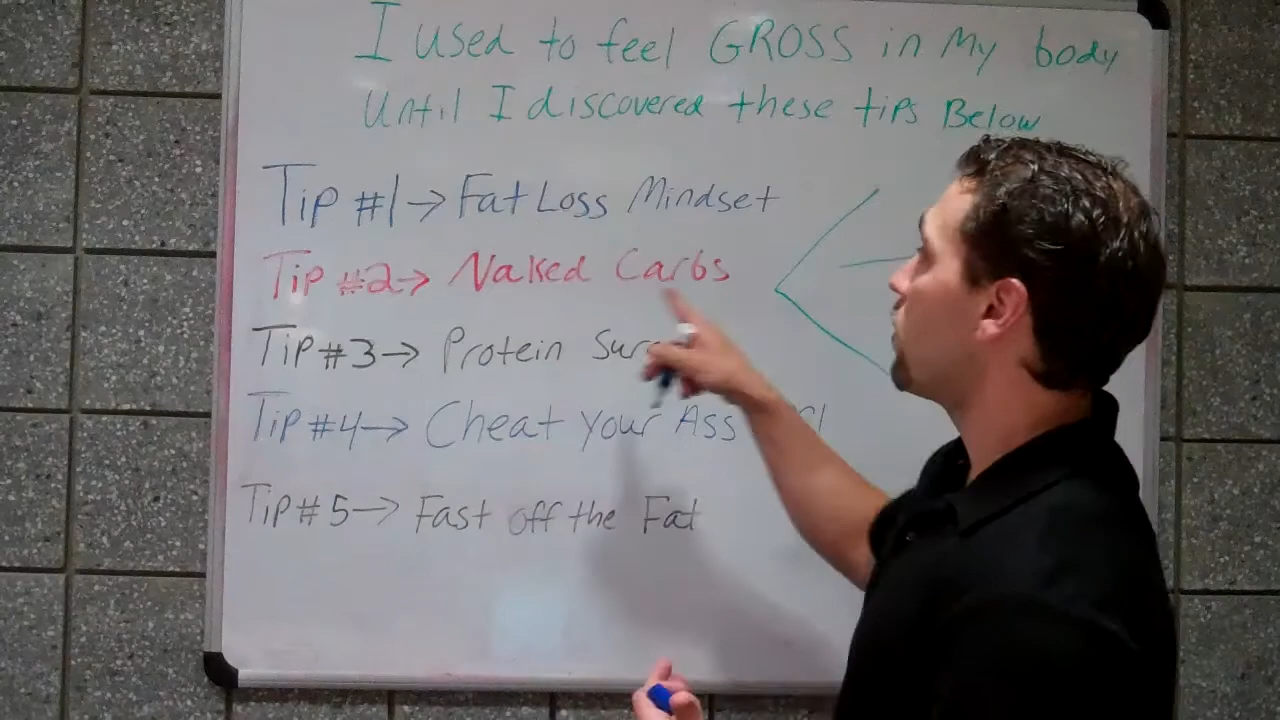 I used to feel GROSS in My body
Until I discovered these tips Below
Tip #1→ Fat Loss Mindset
Tip #2→ Naked Carbs
Tip #3→ Protein
Tip #4→ Cheat your Ass
Tip #5→ Fast off the Fat